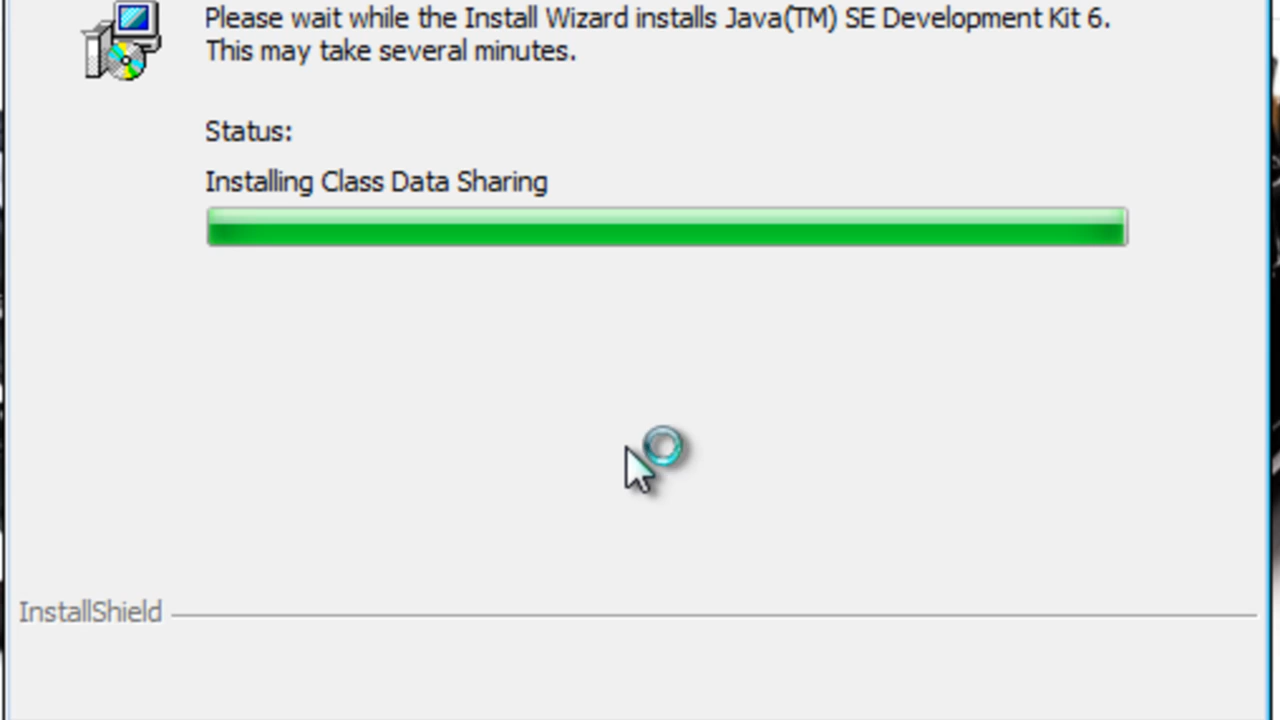 Please wait while the Install Wizard installs Java(TM) SE Development Kit 6.
This may take several minutes.
Status:
Installing Class Data Sharing
InstallShield